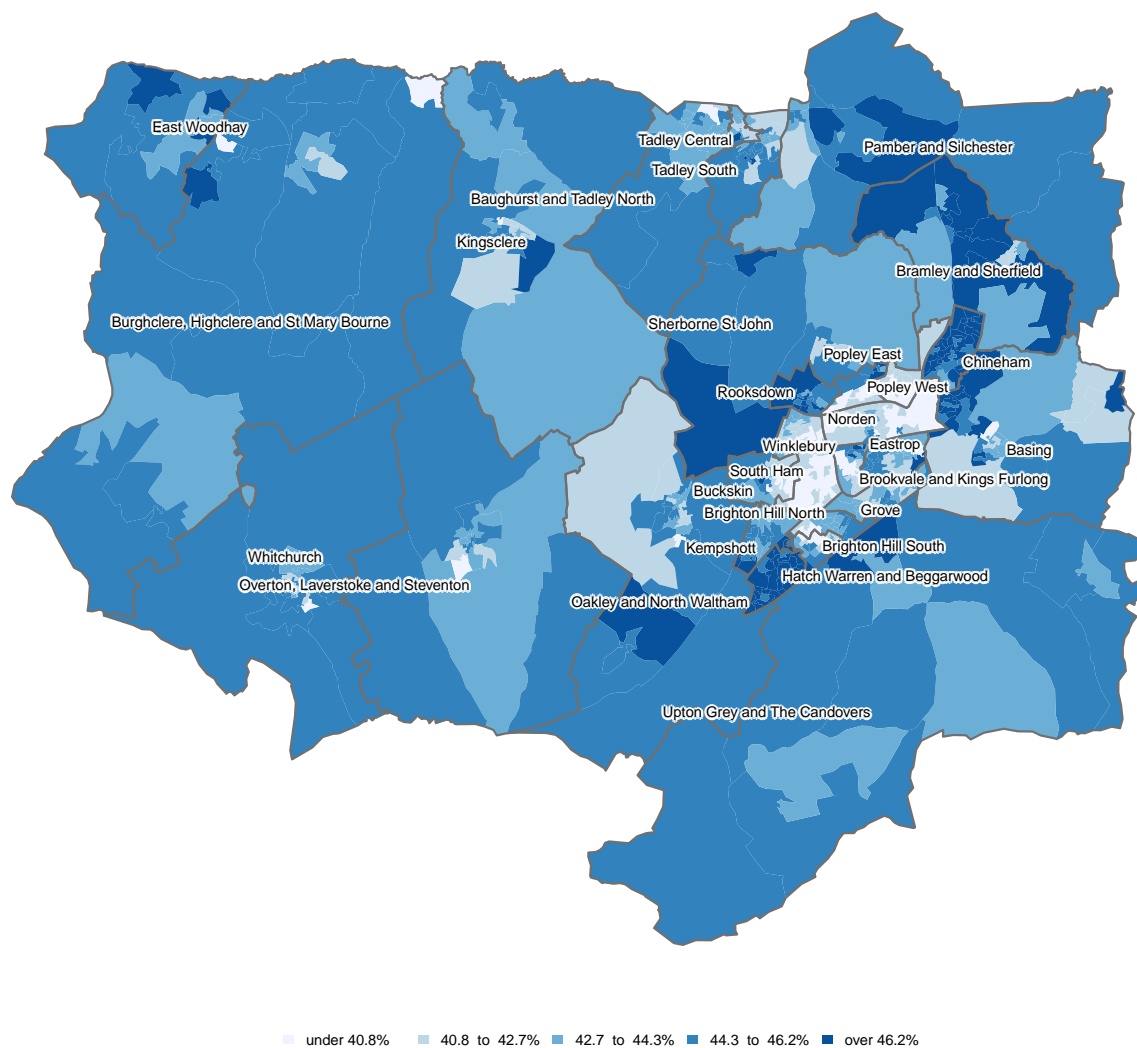 East Woodhay
Tadley Central
Pamber and Silchester
Tadley South
Baughurst and Tadley North
Kingsclere
Bramley and Sherfield
Burghclere, Highclere and St Mary Bourne
Sherborne St John
Popley East
Chineham
Rooksdown
Popley West
Norden
Winklebury
Eastrop
Basing
South Ham
Brookvale and Kings Furlong
Buckskin
Brighton Hill North
Grove
Kempshott
Brighton Hill South
Whitchurch
Hatch Warren and Beggarwood
Overton, Laverstoke and Steventon
Oakley and North Waltham
Upton Grey and The Candovers
under 40.8% 40.8 to 42.7% 42.7 to 44.3% 44.3 to 46.2% over 46.2%